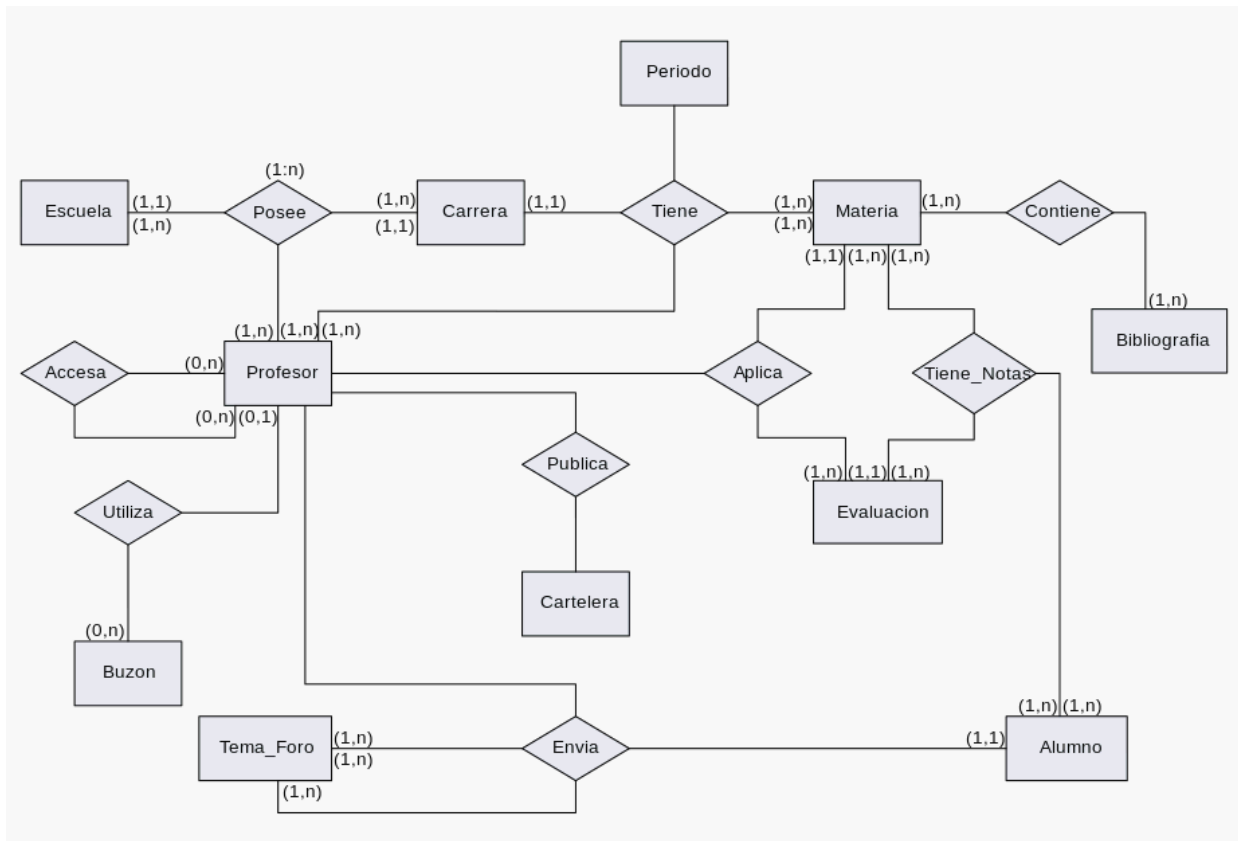 Periodo
(1:n)
Escuela
(1,1)
(1,n)
Posee
(1,n)
(1,1)
Carrera
(1,1)
Tiene
(1,n)
(1,n)
Materia
(1,n)
Contiene
(1,1)
(1,n)
(1,n)
(1,n)
Bibliografia
(1,n)
(1,n)
(1,n)
Accesa
(0,n)
Profesor
Aplica
Tiene_Notas
(0,n)
(0,1)
Publica
(1,n)
(1,1)
(1,n)
Utiliza
Evaluacion
Cartelera
(0,n)
Buzon
(1,n)
(1,n)
Tema_Foro
(1,n)
(1,n)
Envia
(1,1)
Alumno
(1,n)